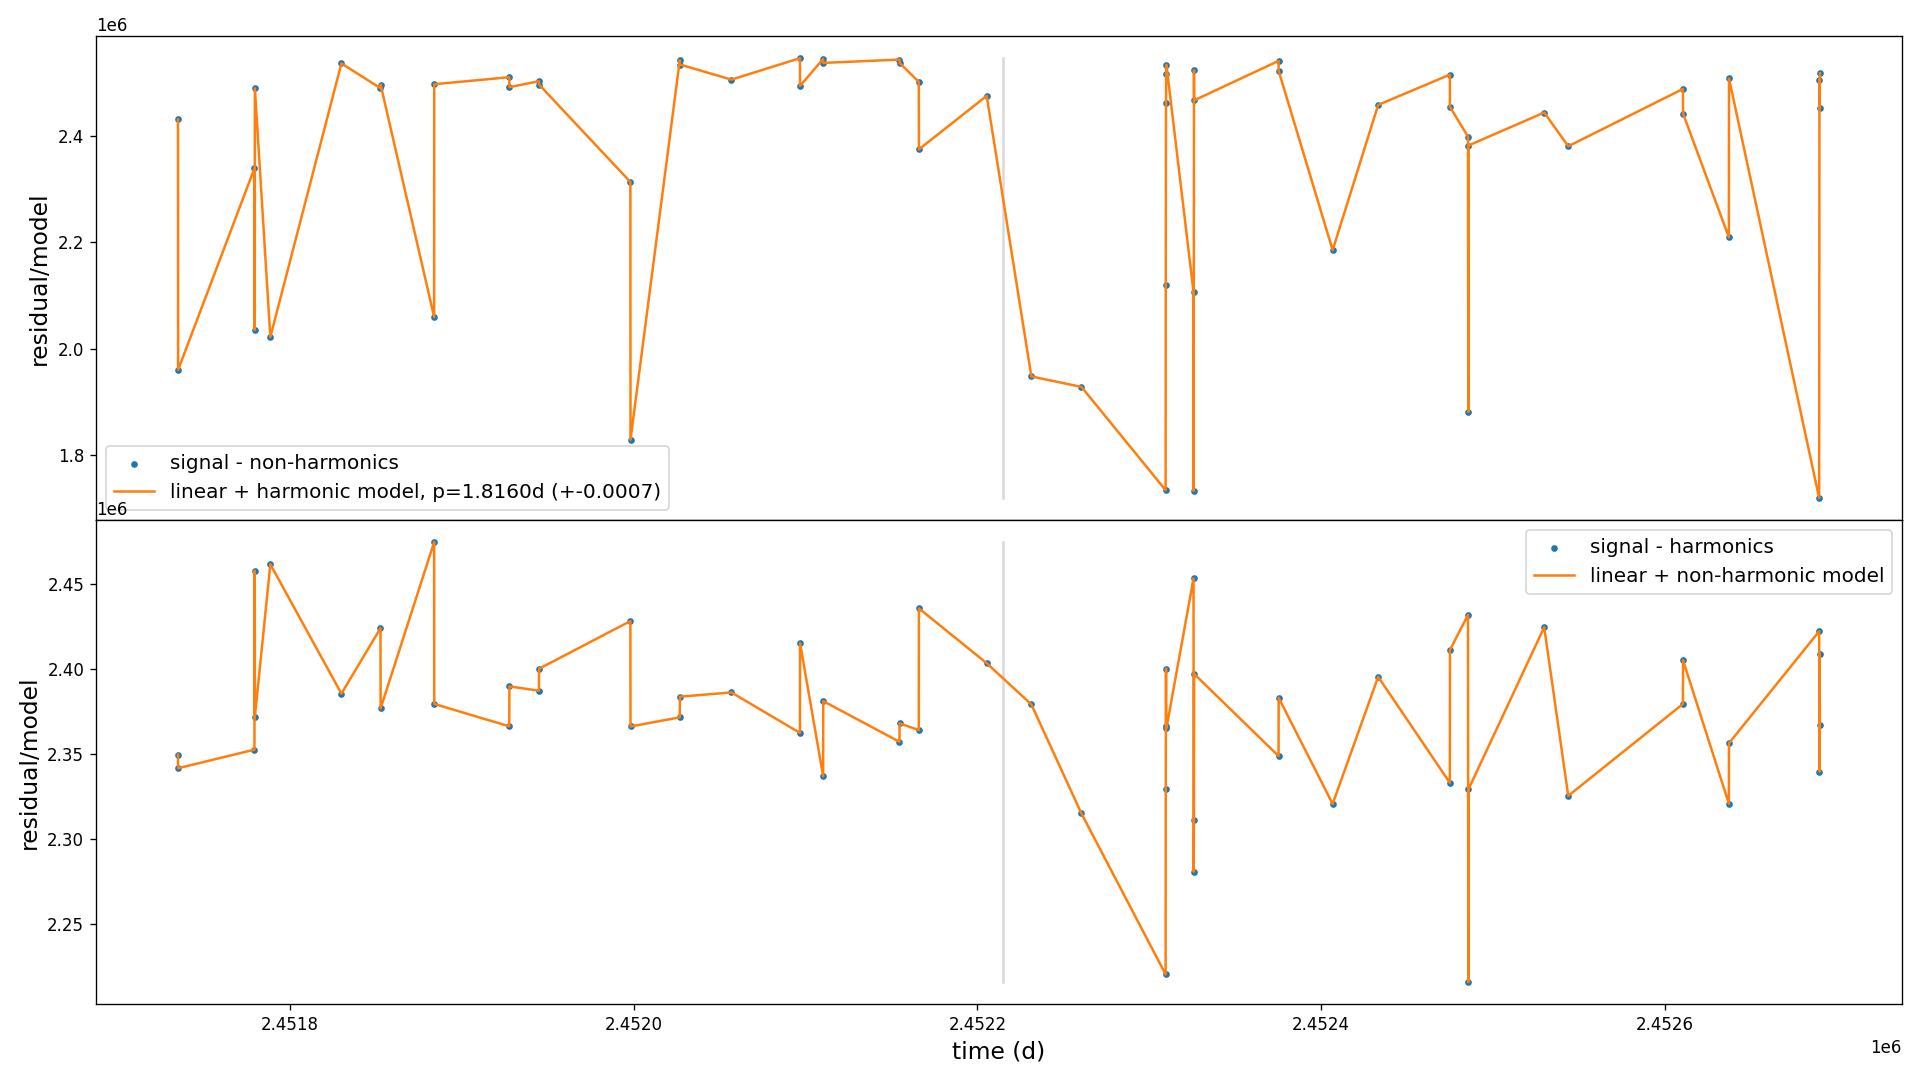 1e6
residual/model
2.4
2.2
2.0
1.8
signal - non-harmonics
linear + harmonic model, p=1.8160d (+-0.0007)
1e6
residual/model
2.45
2.40
2.35
2.30
2.25
signal - harmonics
linear + non-harmonic model
2.4518
2.4520
2.4522
2.4524
2.4526
time (d)
1e6